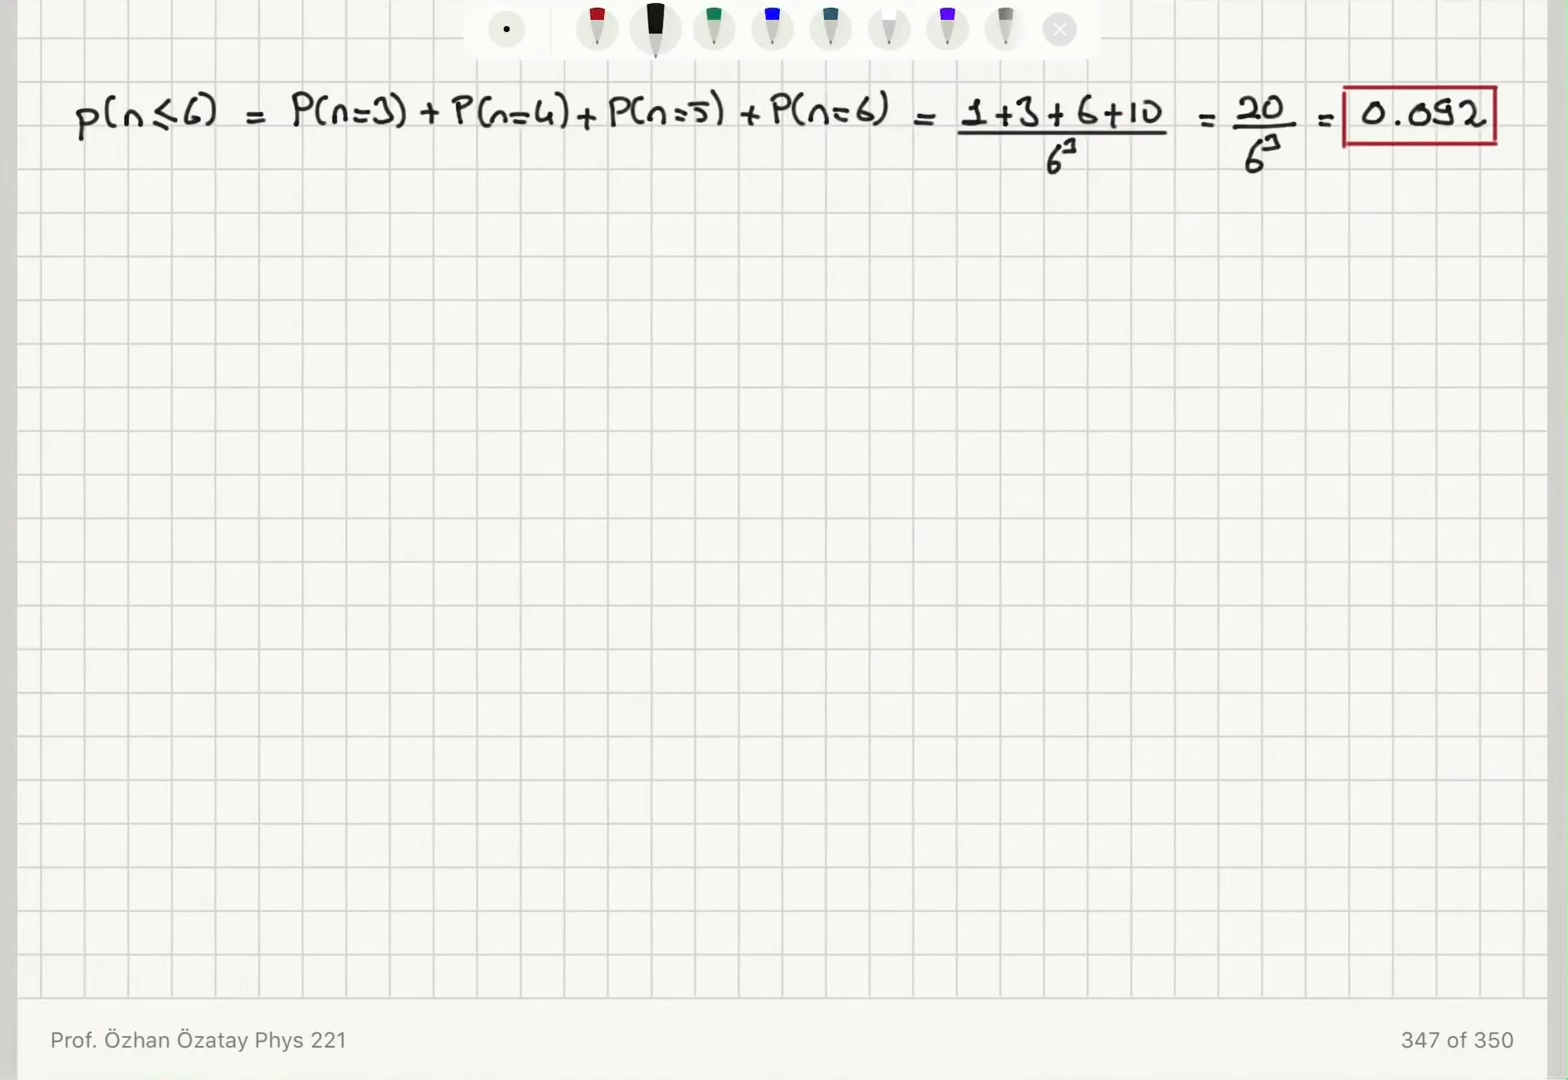 p(n≤6) = P(n=3) + P(n=4) + P(n=5) + P(n=6) = (1+3+6+10)/6³ = 20/6³ = 0.092
Prof. Özhan Özatay Phys 221
347 of 350